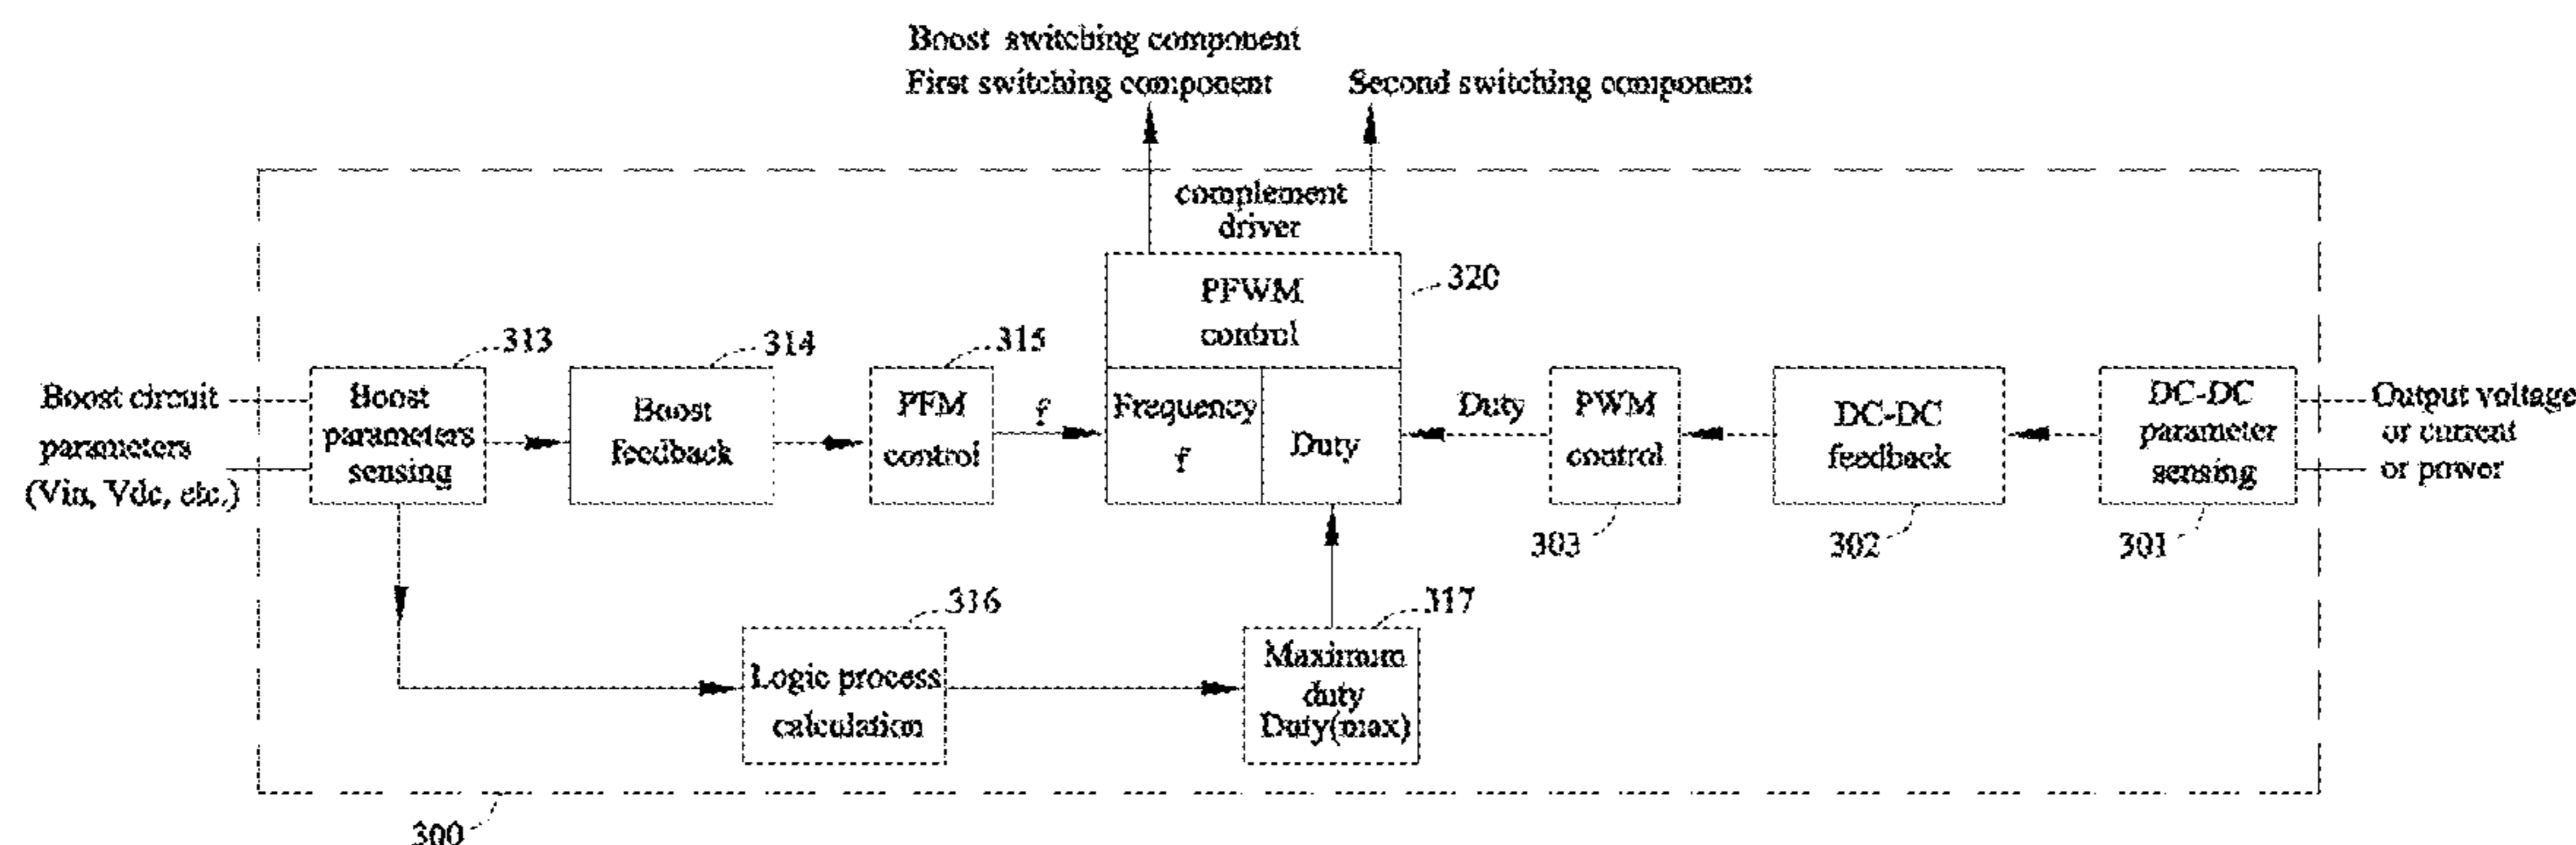 Boost switching component
First switching component
Second switching component
complement
driver
PFWM
control
320
Frequency
f
Duty
313
Boost
parameters
sensing
314
Boost
feedback
315
PFM
control
f
Boost circuit
parameters
(Vin, Vdc, etc.)
Duty
PWM
control
303
DC-DC
feedback
302
DC-DC
parameter
sensing
301
Output voltage
or current
or power
316
Logic process
calculation
317
Maximum
duty
Duty(max)
300